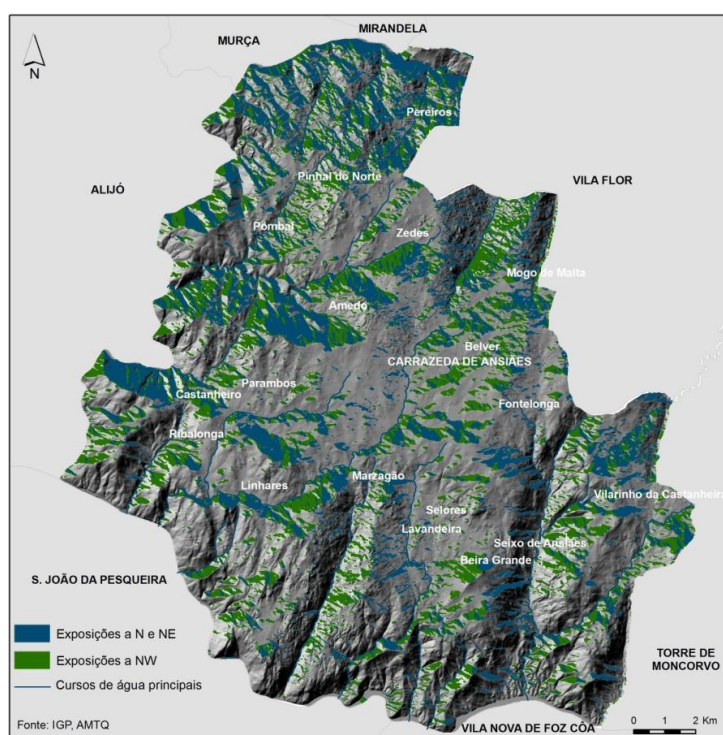 MIRANDELA
MURÇA
N
Pereiros
Pinhal do Norte
ALIJÓ
VILA FLOR
Pombal
Zedes
Mogo de Malta
Amedo
Belver
CARRAZEDA DE ANSIÃES
Parambos
Castanheiro
Fontelonga
Ribalonga
Marzagão
Linhares
Vilarinho da Castanheira
Selores
Lavandeira
Seixo de Ansiães
Beira Grande
S. JOÃO DA PESQUEIRA
Exposições a N e NE
Exposições a NW
Cursos de água principais
TORRE DE
MONCORVO
0 1 2 Km
Fonte: IGP, AMTQ
VILA NOVA DE FOZ CÔA